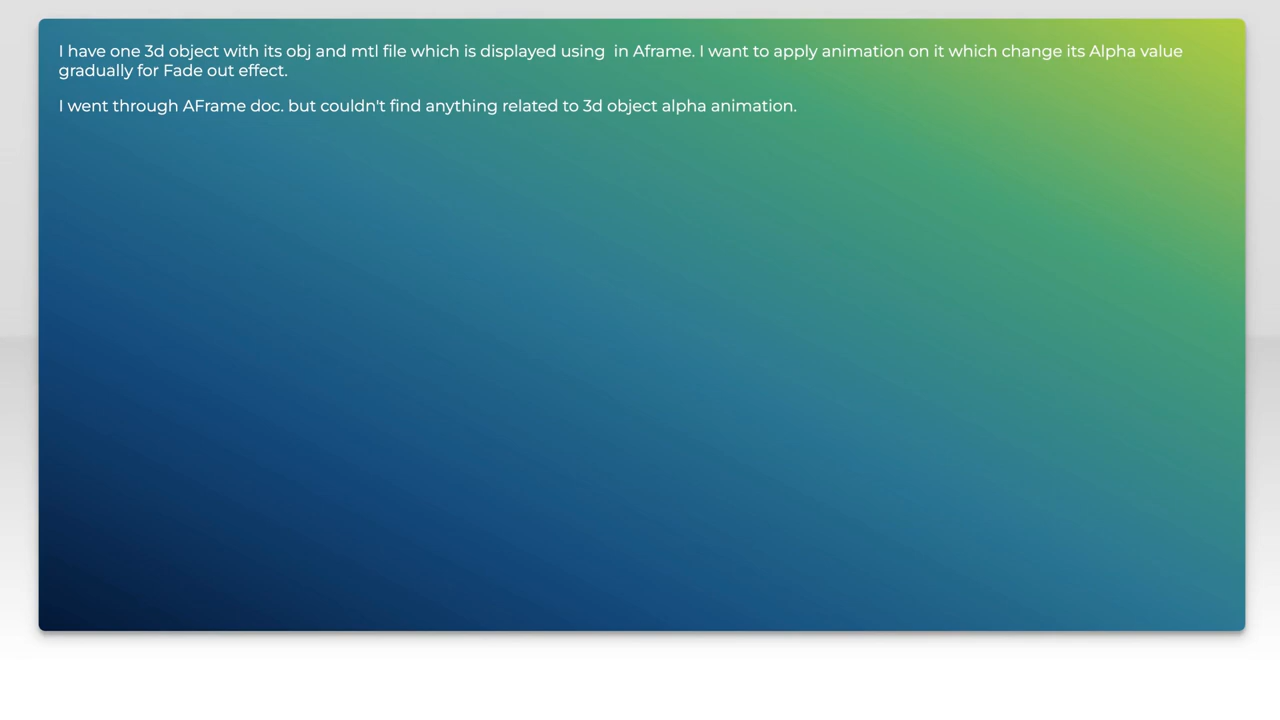 I have one 3d object with its obj and mtl file which is displayed using  in Aframe. I want to apply animation on it which change its Alpha value
gradually for Fade out effect.
I went through AFrame doc. but couldn't find anything related to 3d object alpha animation.